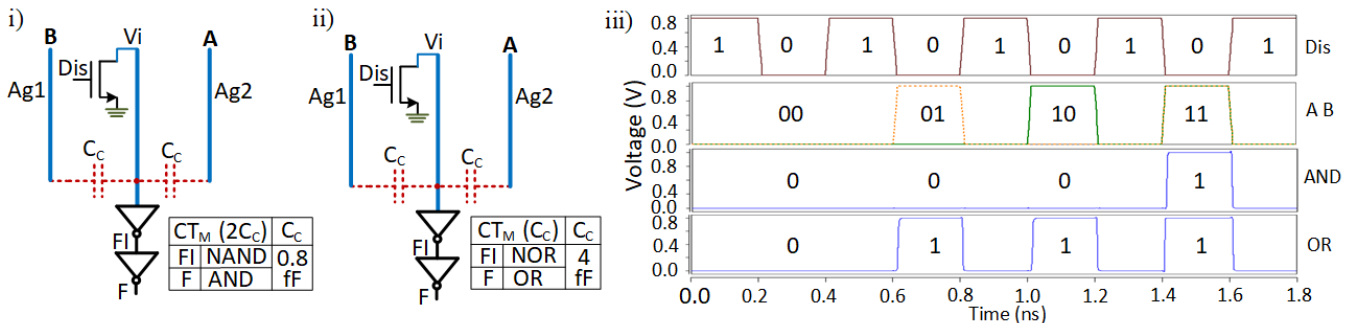 i)
B
Vi
A
Dis
Ag1
Ag2
C_C
C_C
FI
F
CT_M (2C_C) C_C
FI NAND 0.8
F AND fF
ii)
B
Vi
A
Dis
Ag1
Ag2
C_C
C_C
FI
F
CT_M (C_C) C_C
FI NOR 4
F OR fF
iii)
Voltage (V)
0.8
0.4
0.0
1 0 1 0 1 0 1 0 1
Dis
0.8
0.4
0.0
00 01 10 11
A B
0.8
0.4
0.0
0 0 0 1
AND
0.8
0.4
0.0
0 1 1 1
OR
0.0 0.2 0.4 0.6 0.8 1.0 1.2 1.4 1.6 1.8
Time (ns)